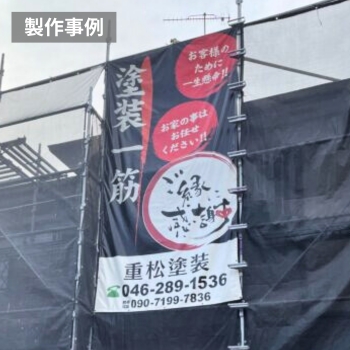 製作事例
塗装一筋
お客様の
ために
一生懸命!!
お家の事は
お任せ
ください!!
ご縁に
感謝
重松塗装
☎046-289-1536
090-7199-7836